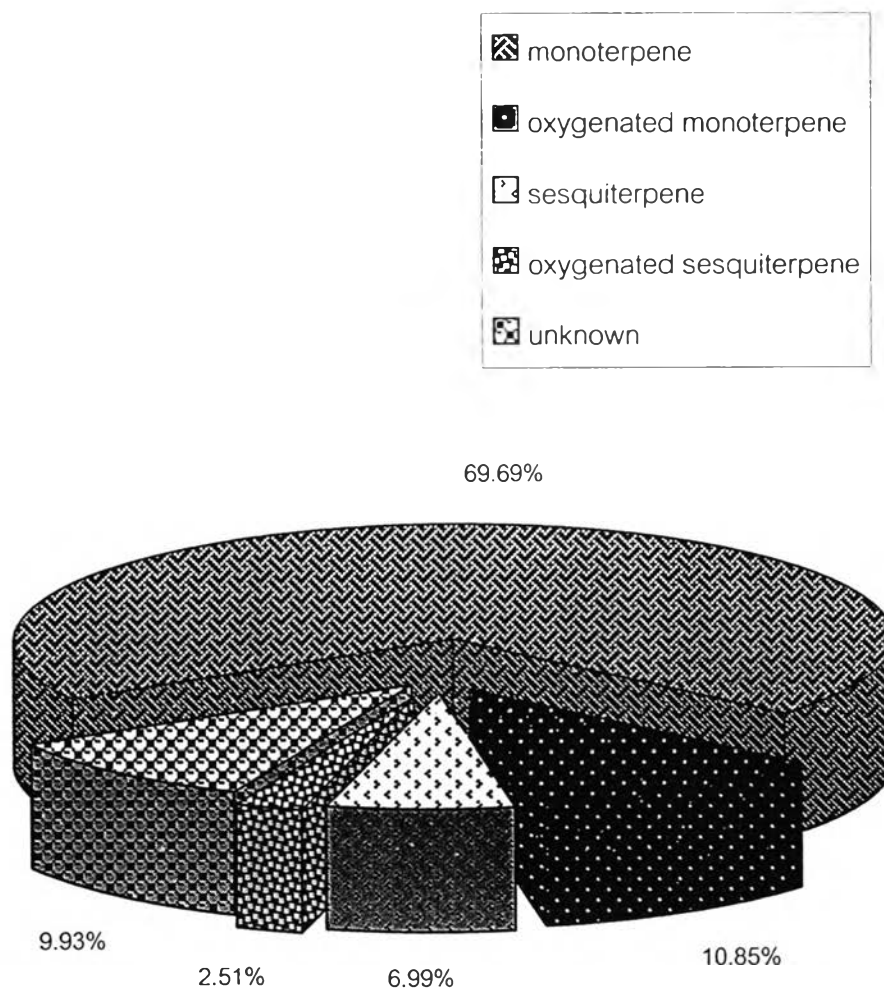 monoterpene
oxygenated monoterpene
sesquiterpene
oxygenated sesquiterpene
unknown
69.69%
9.93%
2.51%
6.99%
10.85%